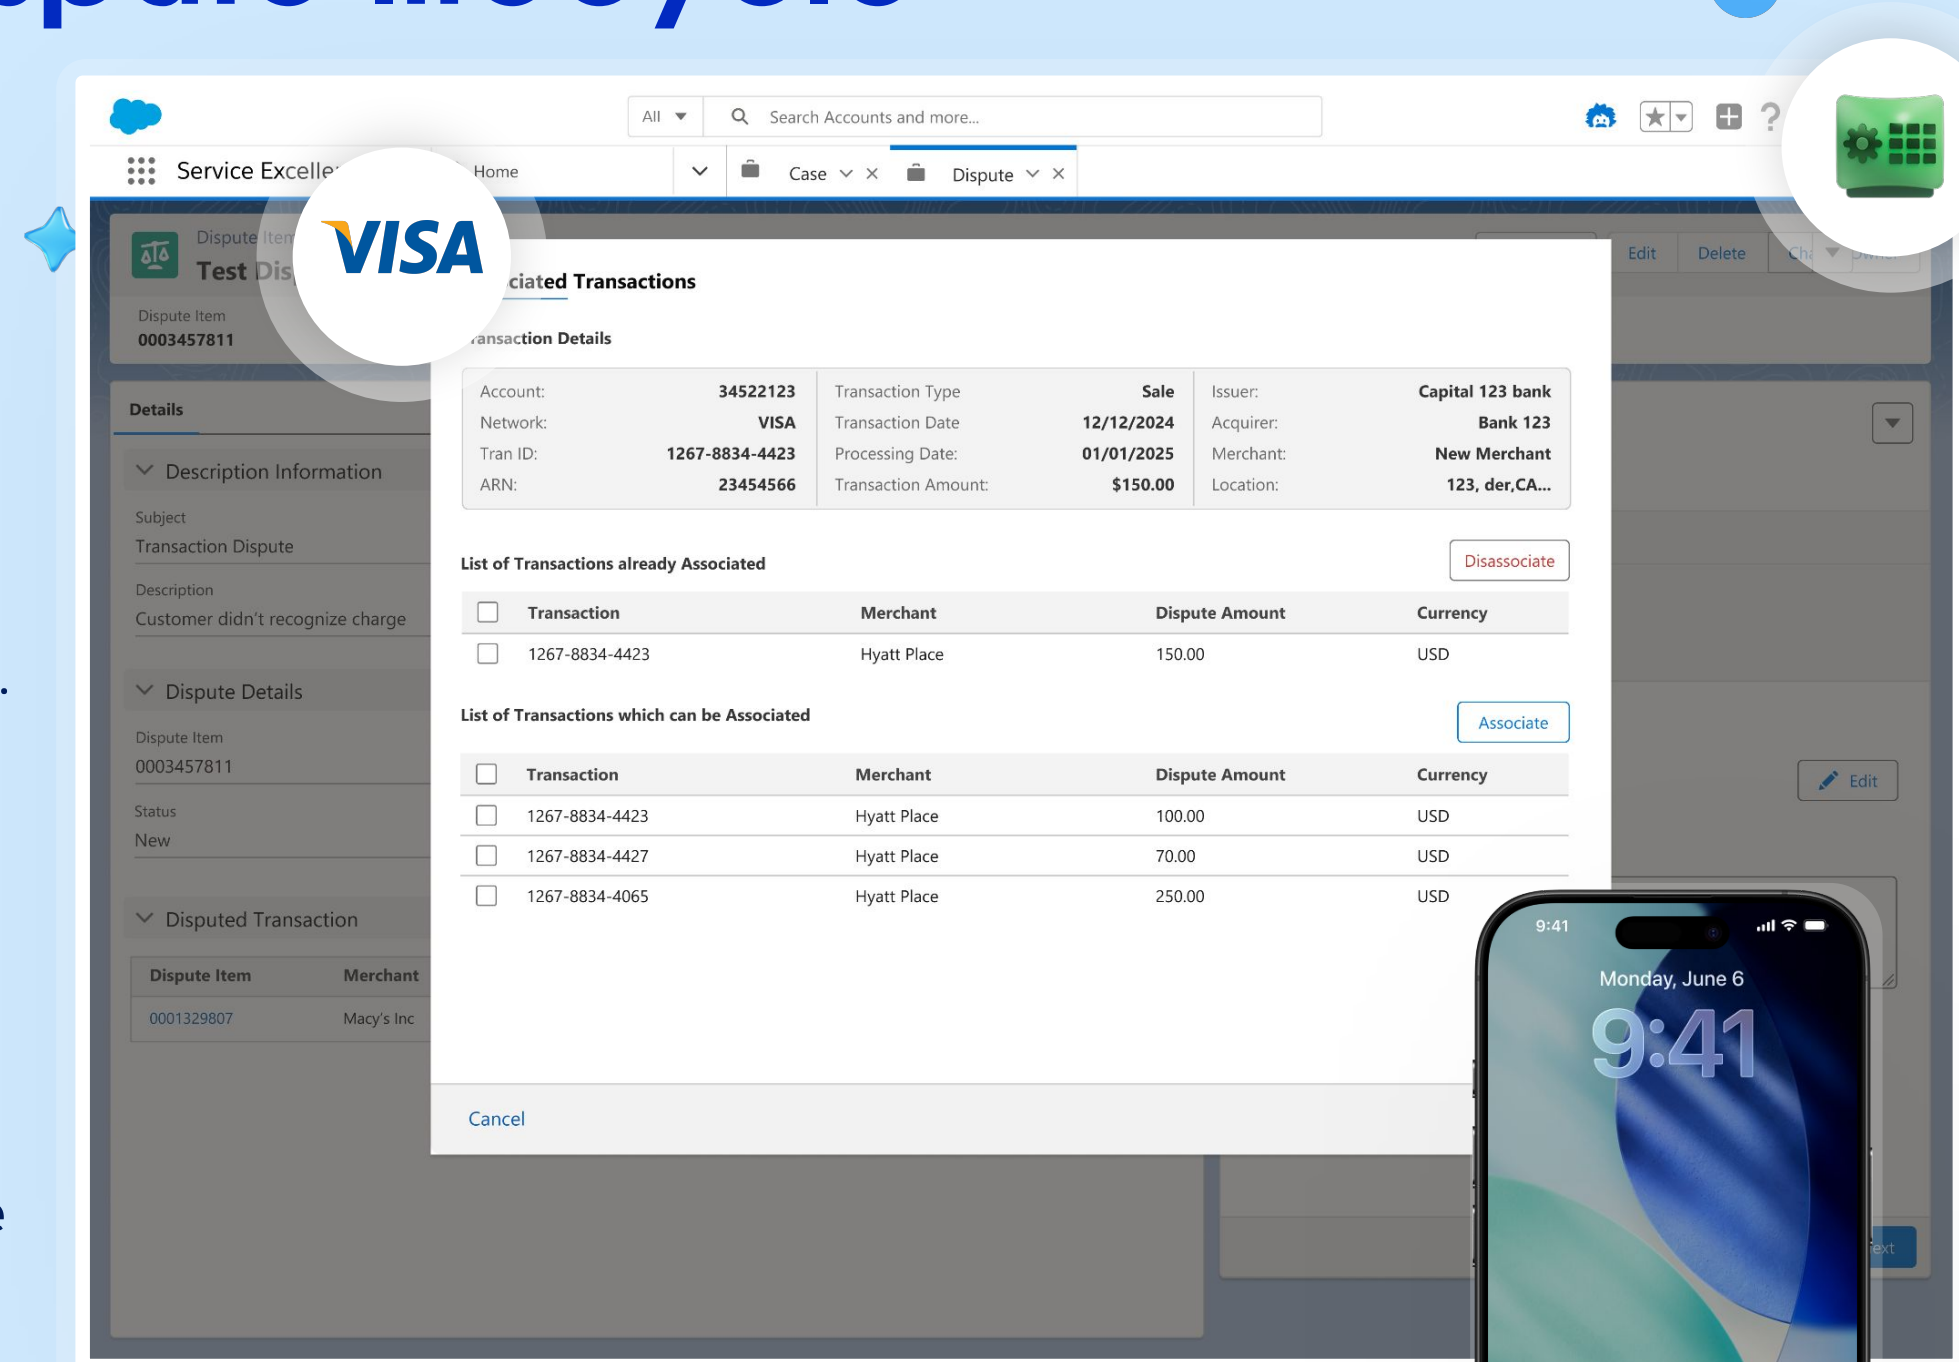 All
Search Accounts and more...
Service Excelle
Home
Case
Dispute
VISA
Dispute Item
Test Dis
Edit
Delete
Dispute Item
0003457811
ciated Transactions
ansaction Details
Account: 34522123 Transaction Type Sale Issuer: Capital 123 bank
Network: VISA Transaction Date 12/12/2024 Acquirer: Bank 123
Tran ID: 1267-8834-4423 Processing Date: 01/01/2025 Merchant: New Merchant
ARN: 23454566 Transaction Amount: $150.00 Location: 123, der,CA...
Details
Description Information
Subject
Transaction Dispute
Description
Customer didn't recognize charge
Dispute Details
Dispute Item
0003457811
Status
New
Disputed Transaction
Dispute Item Merchant
0001329807 Macy's Inc
List of Transactions already Associated
Disassociate
Transaction Merchant Dispute Amount Currency
1267-8834-4423 Hyatt Place 150.00 USD
List of Transactions which can be Associated
Associate
Transaction Merchant Dispute Amount Currency
1267-8834-4423 Hyatt Place 100.00 USD
1267-8834-4427 Hyatt Place 70.00 USD
1267-8834-4065 Hyatt Place 250.00 USD
Cancel
Edit
9:41
Monday, June 6
9:41
ext